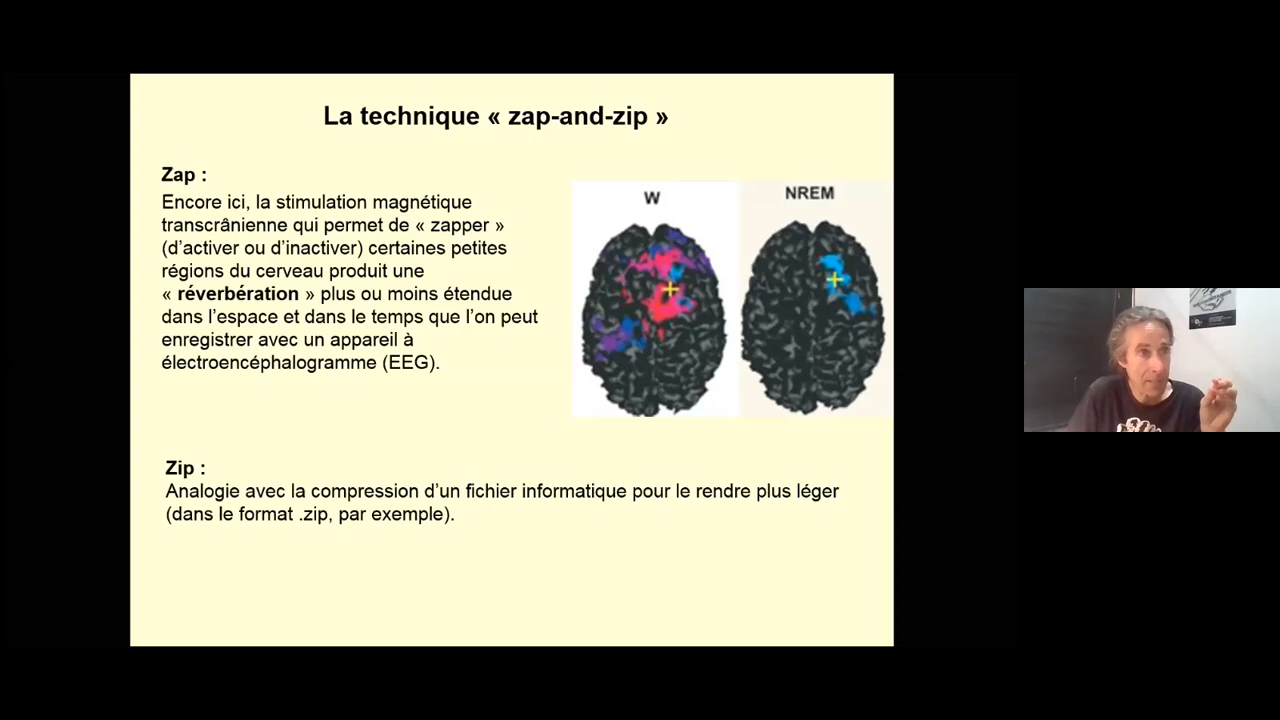 La technique « zap-and-zip »
Zap :
Encore ici, la stimulation magnétique
transcrânienne qui permet de « zapper »
(d’activer ou d’inactiver) certaines petites
régions du cerveau produit une
« réverbération » plus ou moins étendue
dans l’espace et dans le temps que l’on peut
enregistrer avec un appareil à
électroencéphalogramme (EEG).
W
NREM
Zip :
Analogie avec la compression d’un fichier informatique pour le rendre plus léger
(dans le format .zip, par exemple).